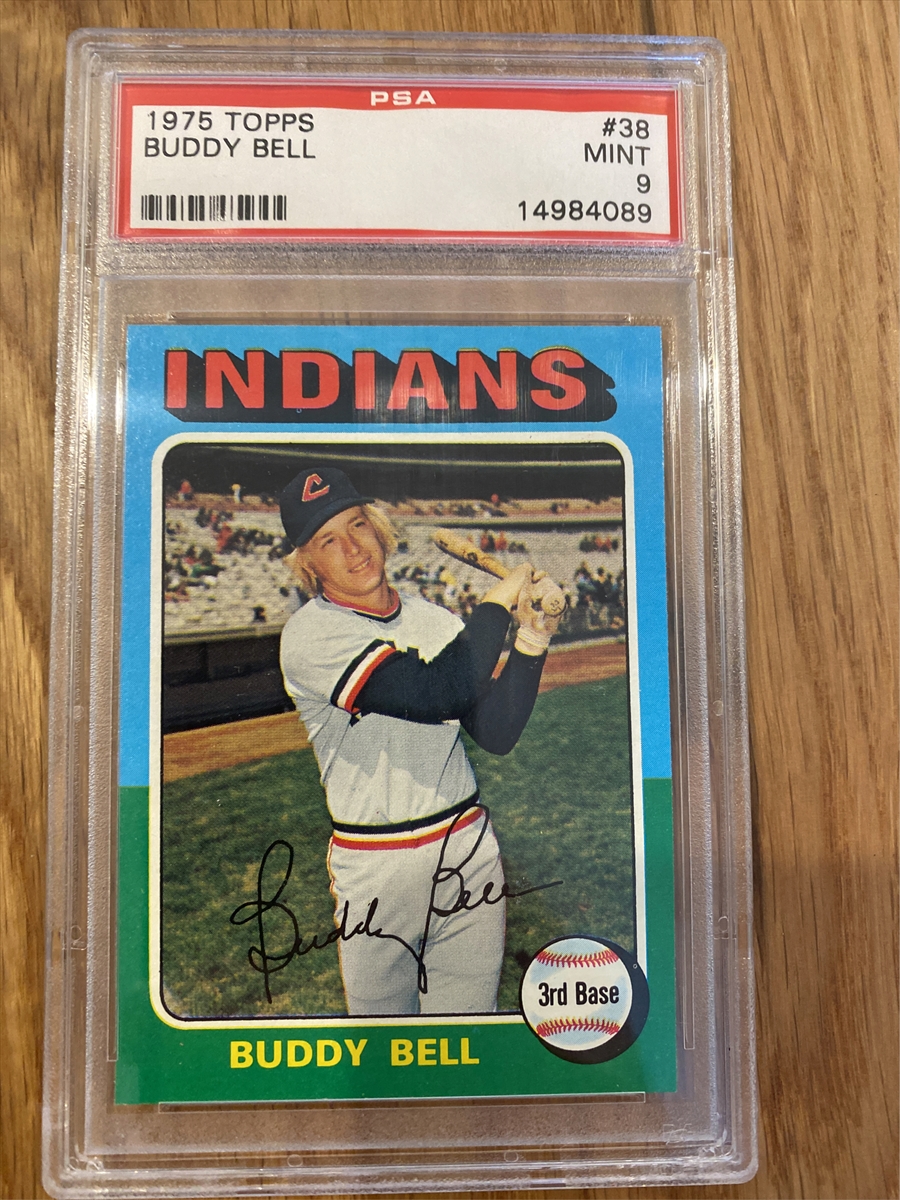 PSA
1975 TOPPS #38
BUDDY BELL MINT
9
14984089
INDIANS
C
Buddy Bell
3rd Base
BUDDY BELL